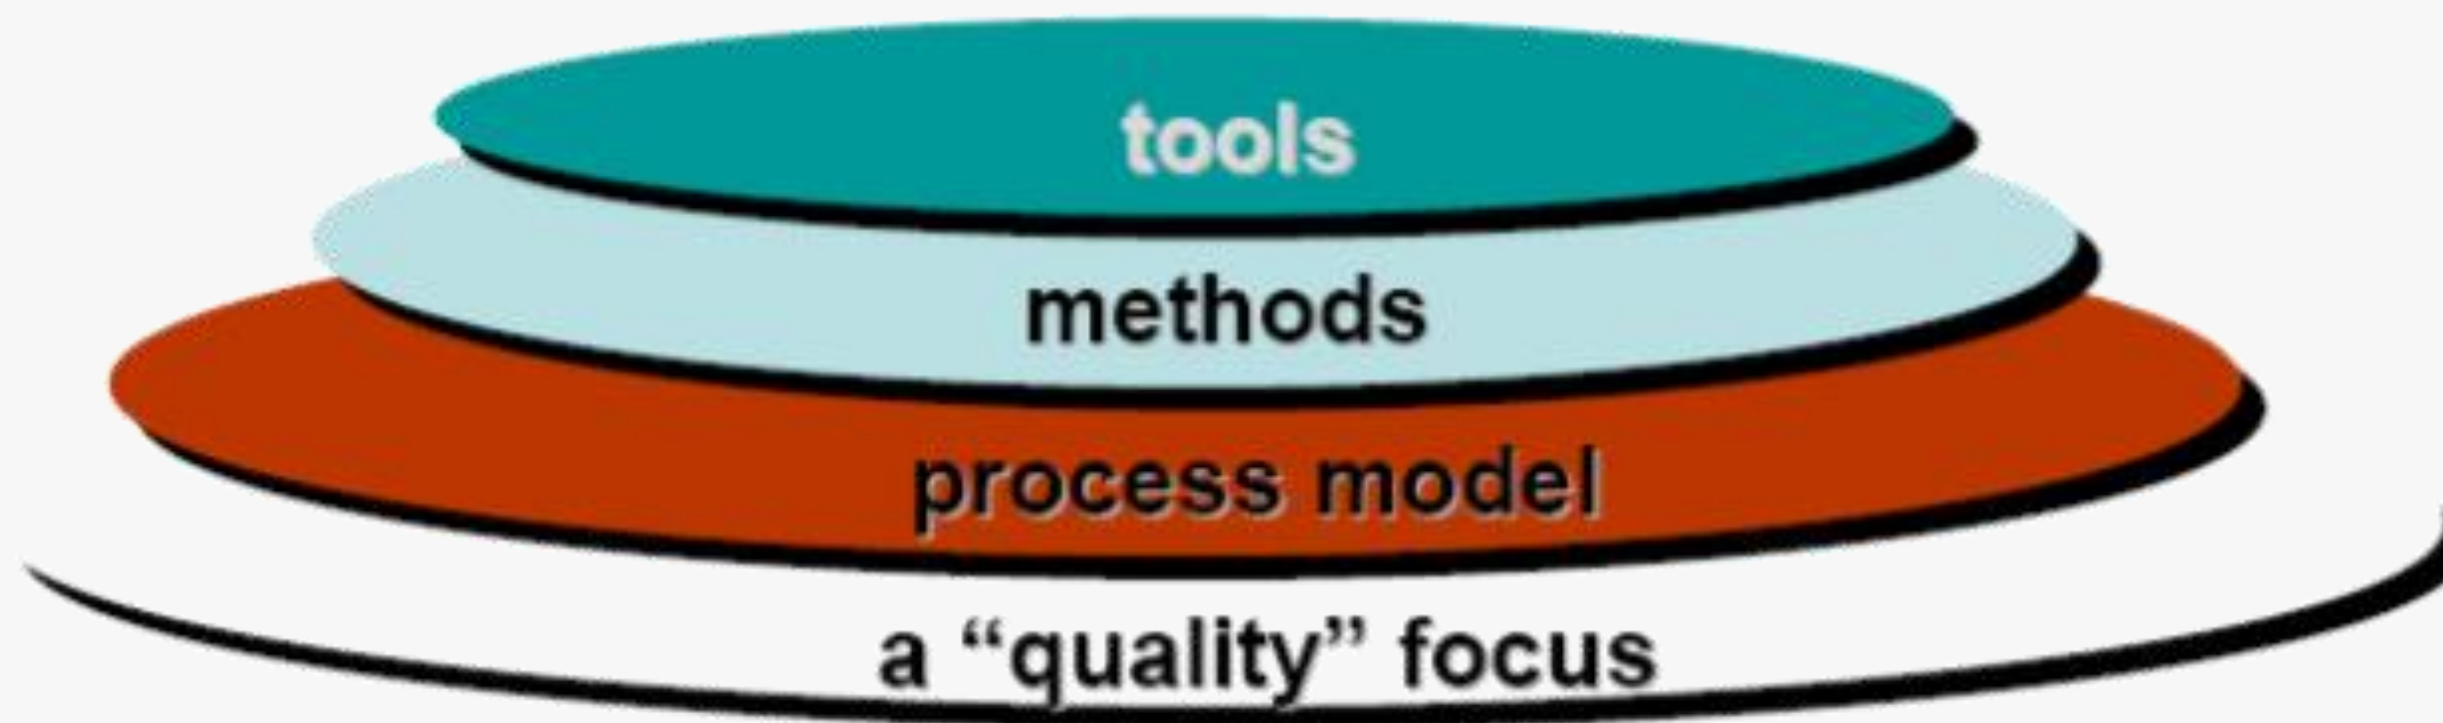 tools
methods
process model
a “quality” focus